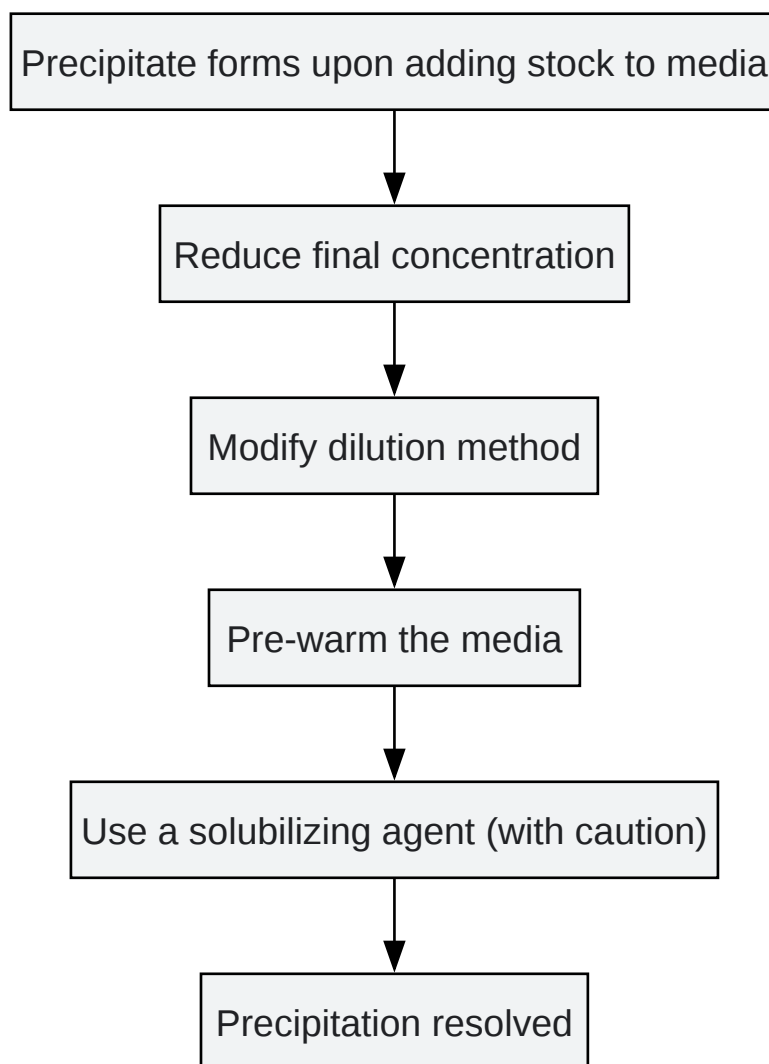 Precipitate forms upon adding stock to media
Reduce final concentration
Modify dilution method
Pre-warm the media
Use a solubilizing agent (with caution)
Precipitation resolved